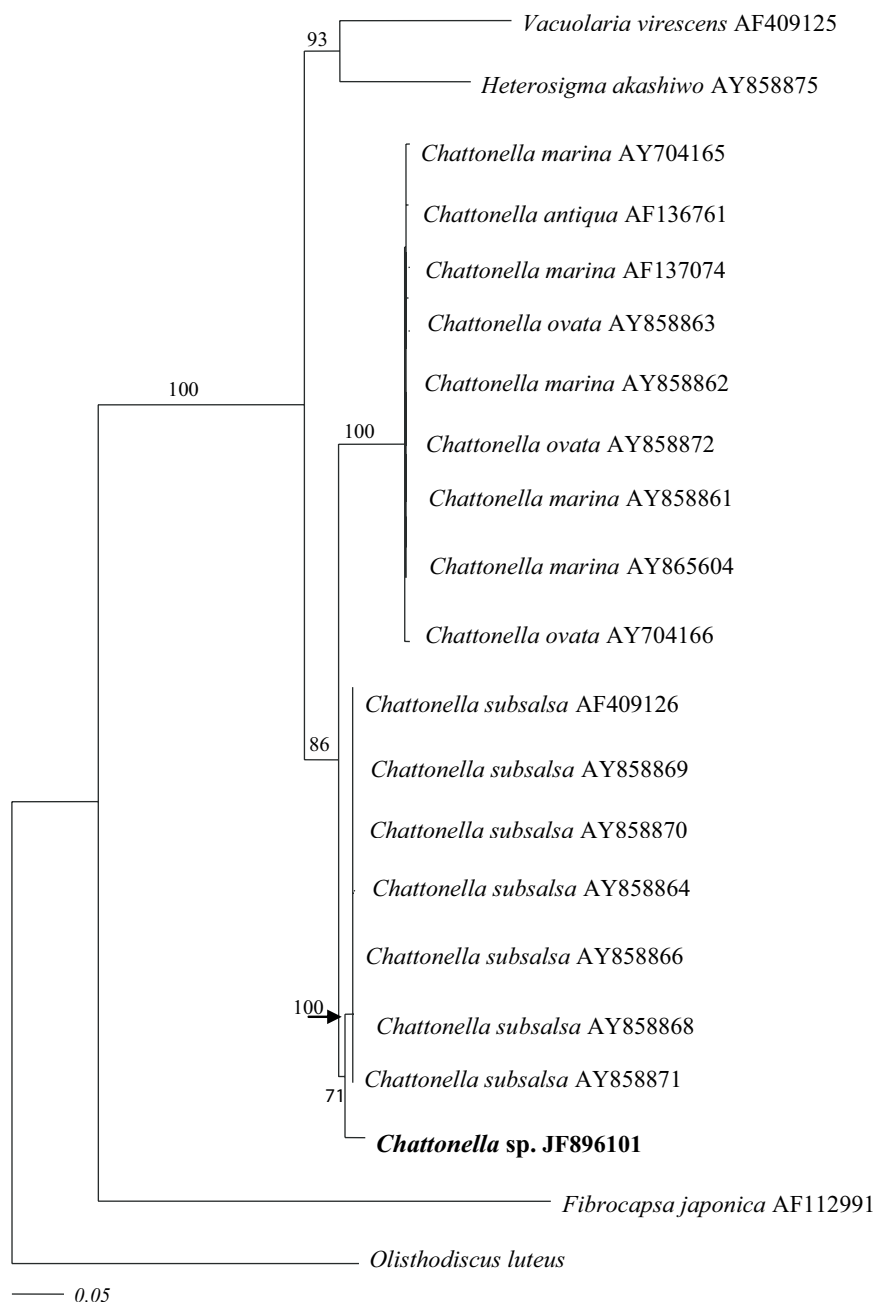 Vacuolaria virescens AF409125
93
Heterosigma akashiwo AY858875
Chattonella marina AY704165
Chattonella antiqua AF136761
Chattonella marina AF137074
Chattonella ovata AY858863
Chattonella marina AY858862
100
100
Chattonella ovata AY858872
Chattonella marina AY858861
Chattonella marina AY865604
Chattonella ovata AY704166
Chattonella subsalsa AF409126
86
Chattonella subsalsa AY858869
Chattonella subsalsa AY858870
Chattonella subsalsa AY858864
Chattonella subsalsa AY858866
100
Chattonella subsalsa AY858868
Chattonella subsalsa AY858871
71
Chattonella sp. JF896101
Fibrocapsa japonica AF112991
Olisthodiscus luteus
0.05